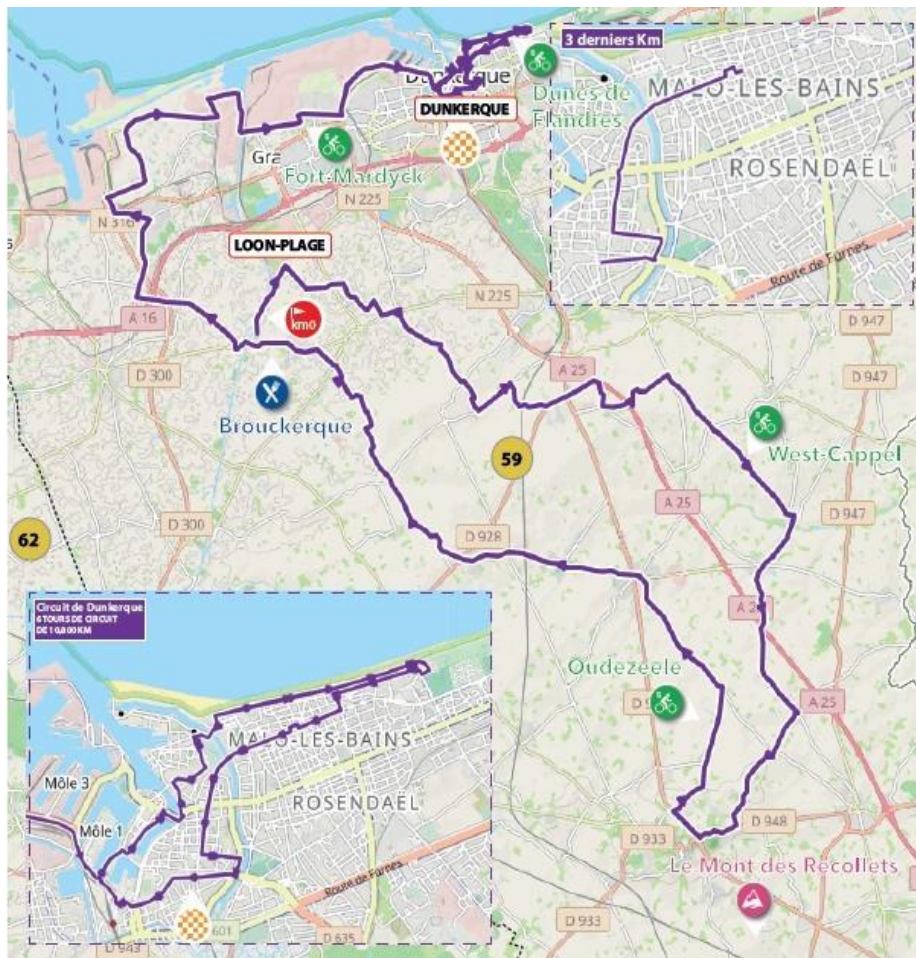 3 derniers Km
MALO-LES-BAINS
ROSENDAËL
Route de Furnes
Dunkerque
DUNKERQUE
Dunes de
Flandres
Gra
Fort-Mardyck
N 225
N 316
LOON-PLAGE
km0
N 225
A 16
D 300
A 25
D 947
D 947
Brouckerque
59
West-Cappel
A 25
D 947
D 300
D 928
62
Circuit de Dunkerque
6 TOURS DE CIRCUIT
DE 10,800 KM
Oudezeele
A 25
MALO-LES-BAINS
Môle 3
ROSENDAËL
Môle 1
Route de Furnes
D 933
D 948
Le Mont des Récollets
D 933
601
D 635
D 943